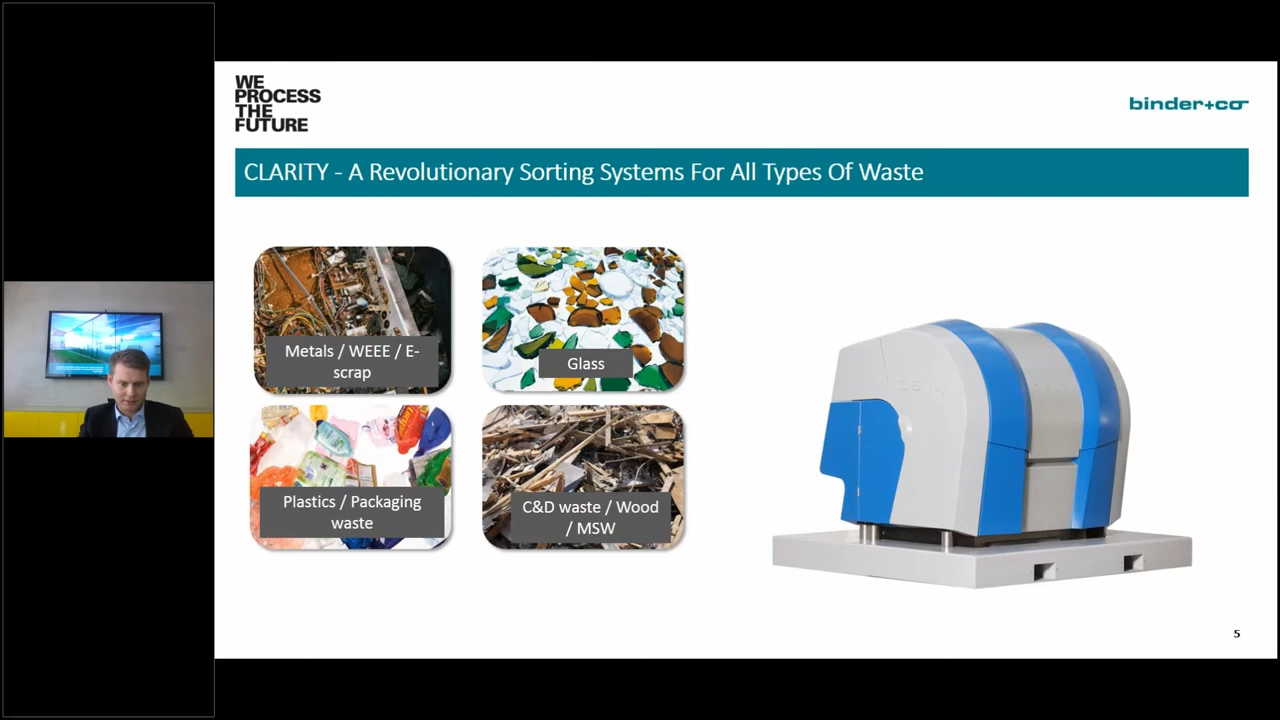 WE
PROCESS
THE
FUTURE
binder+co
CLARITY - A Revolutionary Sorting Systems For All Types Of Waste
Metals / WEEE / E-
scrap
Glass
Plastics / Packaging
waste
C&D waste / Wood
/ MSW
5